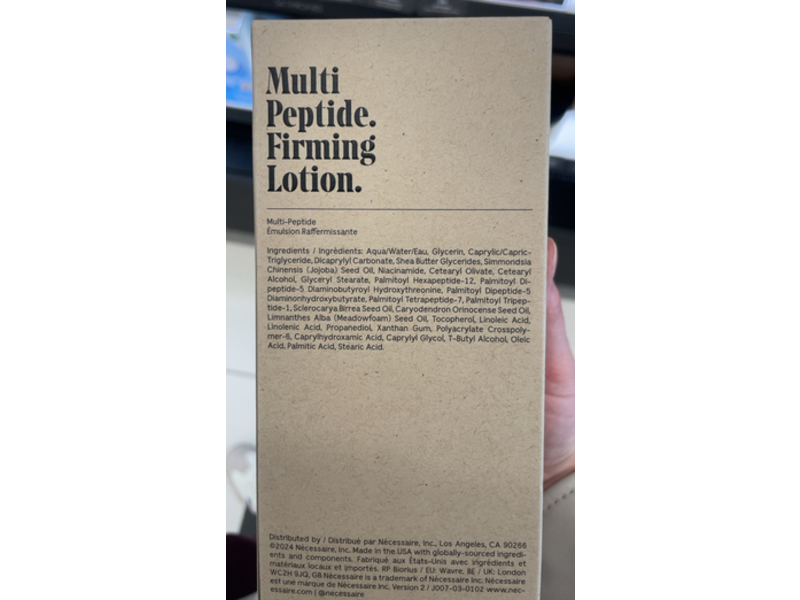 Multi
Peptide.
Firming
Lotion.
Multi-Peptide
Émulsion Raffermissante
Ingredients / Ingrédients: Aqua/Water/Eau, Glycerin, Caprylic/Capric-
Triglyceride, Dicaprylyl Carbonate, Shea Butter Glycerides, Simmondsia
Chinensis (Jojoba) Seed Oil, Niacinamide, Cetearyl Olivate, Cetearyl
Alcohol, Glyceryl Stearate, Palmitoyl Hexapeptide-12, Palmitoyl Di-
peptide-5 Diaminobutyroyl Hydroxythreonine, Palmitoyl Dipeptide-5
Diaminonhydroxybutyrate, Palmitoyl Tetrapeptide-7, Palmitoyl Tripep-
tide-1, Sclerocarya Birrea Seed Oil, Caryodendron Orinocense Seed Oil,
Limnanthes Alba (Meadowfoam) Seed Oil, Tocopherol, Linoleic Acid,
Linolenic Acid, Propanediol, Xanthan Gum, Polyacrylate Crosspoly-
mer-6, Caprylhydroxamic Acid, Caprylyl Glycol, T-Butyl Alcohol, Oleic
Acid, Palmitic Acid, Stearic Acid.
Distributed by / Distribué par Nécessaire, Inc., Los Angeles, CA 90266
©2024 Nécessaire, Inc. Made in the USA with globally-sourced ingredi-
ents and components. Fabriqué aux États-Unis avec ingrédients et
matériaux locaux et importés. RP Biorius / EU: Wavre, BE / UK: London
WC2H 9JQ, GB Nécessaire is a trademark of Nécessaire Inc. Nécessaire
est une marque de Nécessaire Inc. Version 2 / J007-03-010Z www.nec-
essaire.com | @nécessaire